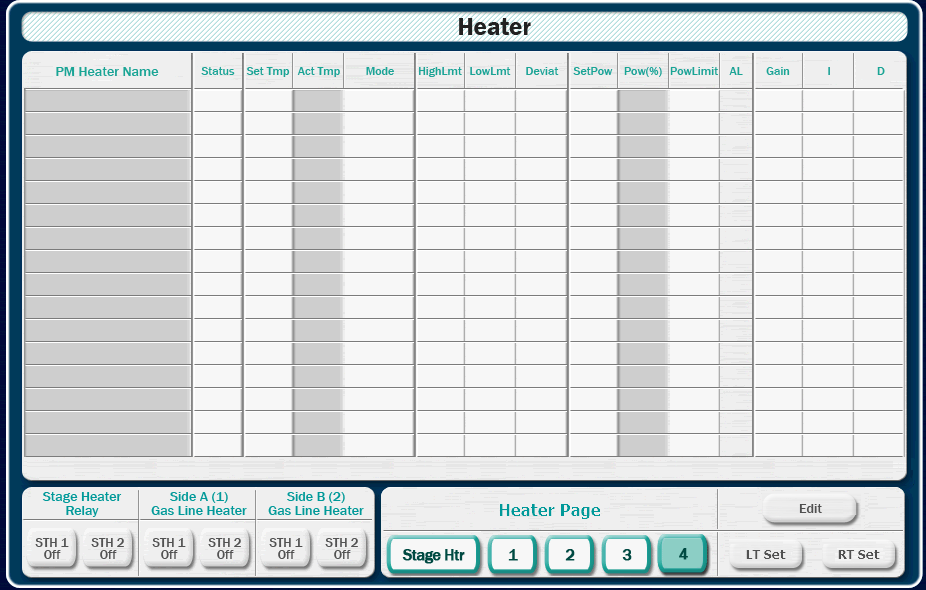 Heater
PM Heater Name Status Set Tmp Act Tmp Mode HighLmt LowLmt Deviat SetPow Pow(%) PowLimit AL Gain I D
Stage Heater
Relay
STH 1
Off
STH 2
Off
Side A (1)
Gas Line Heater
STH 1
Off
STH 2
Off
Side B (2)
Gas Line Heater
STH 1
Off
STH 2
Off
Heater Page
Stage Htr 1 2 3 4
Edit
LT Set RT Set